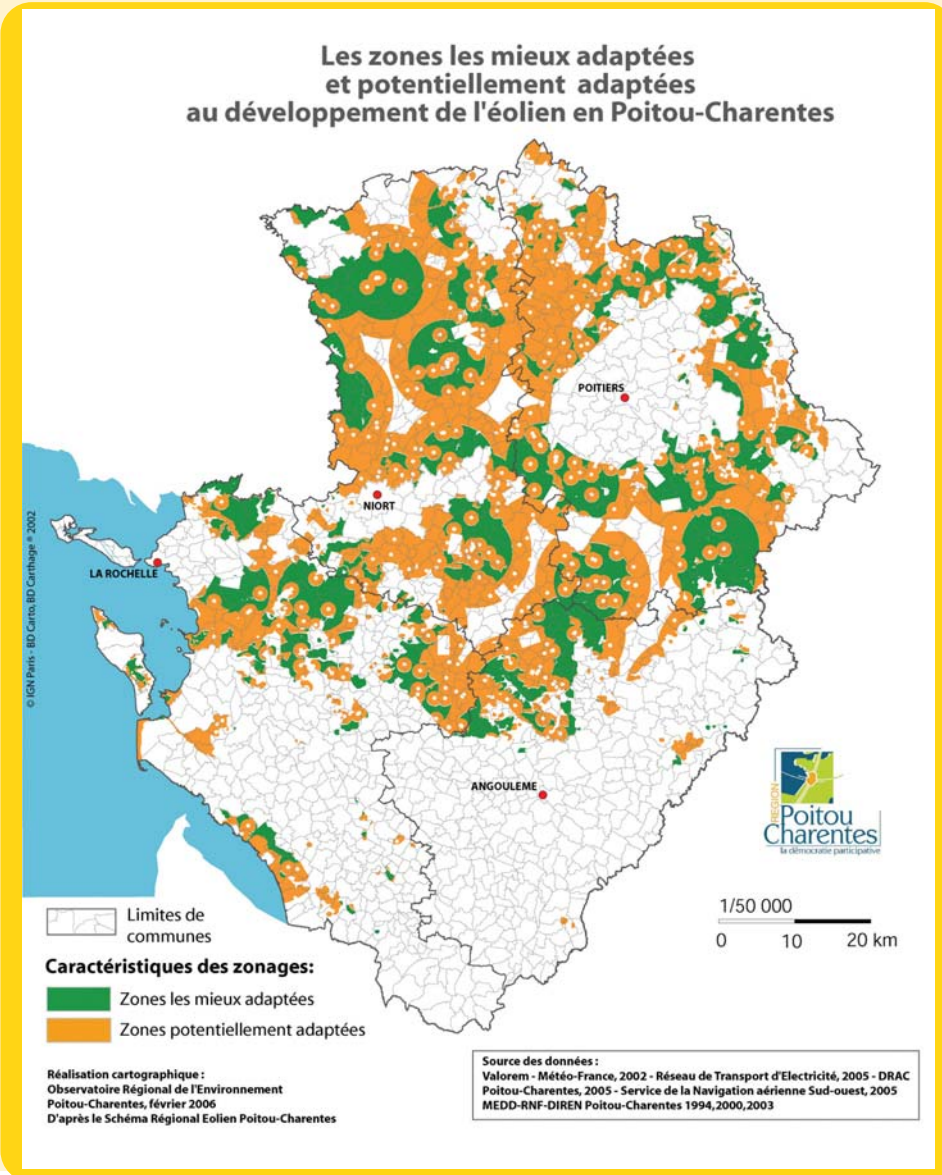 Les zones les mieux adaptées
et potentiellement adaptées
au développement de l'éolien en Poitou-Charentes
POITIERS
NIORT
LA ROCHELLE
© IGN Paris - BD Carto, BD Carthage ® 2002
ANGOULEME
RÉGION
Poitou
Charentes
la démocratie participative
1/50 000
0 10 20 km
Limites de
communes
Caractéristiques des zonages:
Zones les mieux adaptées
Zones potentiellement adaptées
Réalisation cartographique :
Observatoire Régional de l'Environnement
Poitou-Charentes, février 2006
D'après le Schéma Régional Eolien Poitou-Charentes
Source des données :
Valorem - Météo-France, 2002 - Réseau de Transport d'Electricité, 2005 - DRAC
Poitou-Charentes, 2005 - Service de la Navigation aérienne Sud-ouest, 2005
MEDD-RNF-DIREN Poitou-Charentes 1994,2000,2003